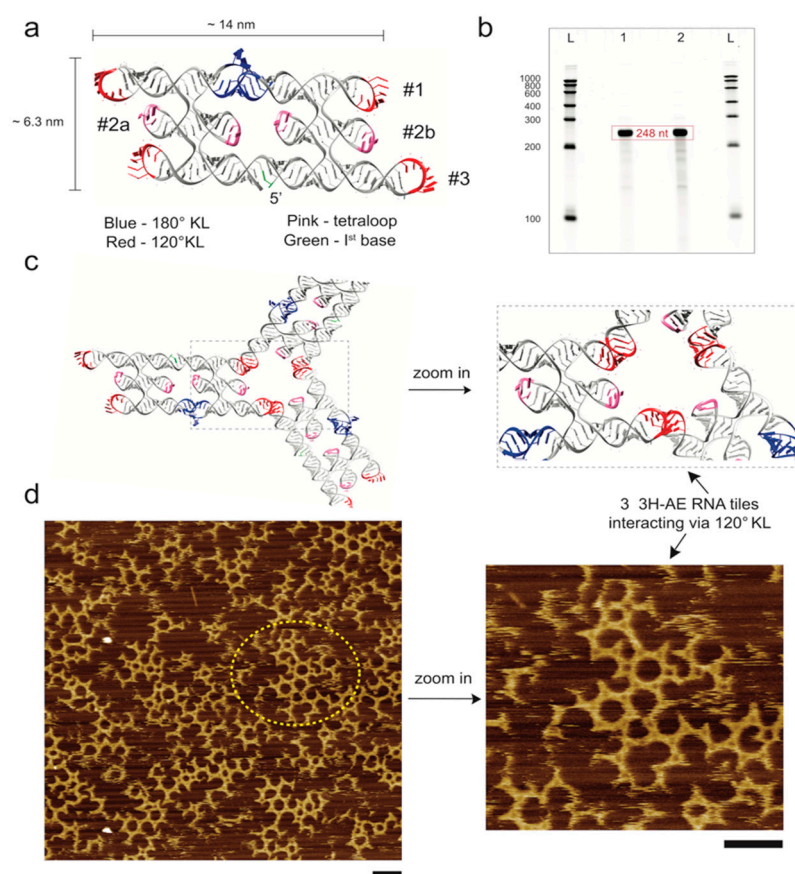 a
~ 14 nm
~ 6.3 nm
#1
#2a
#2b
#3
5'
Blue - 180° KL
Red - 120°KL
Pink - tetraloop
Green - Ist base
b
L 1 2 L
1000
800
600
400
300
200
100
248 nt
c
zoom in
3 3H-AE RNA tiles
interacting via 120° KL
d
zoom in